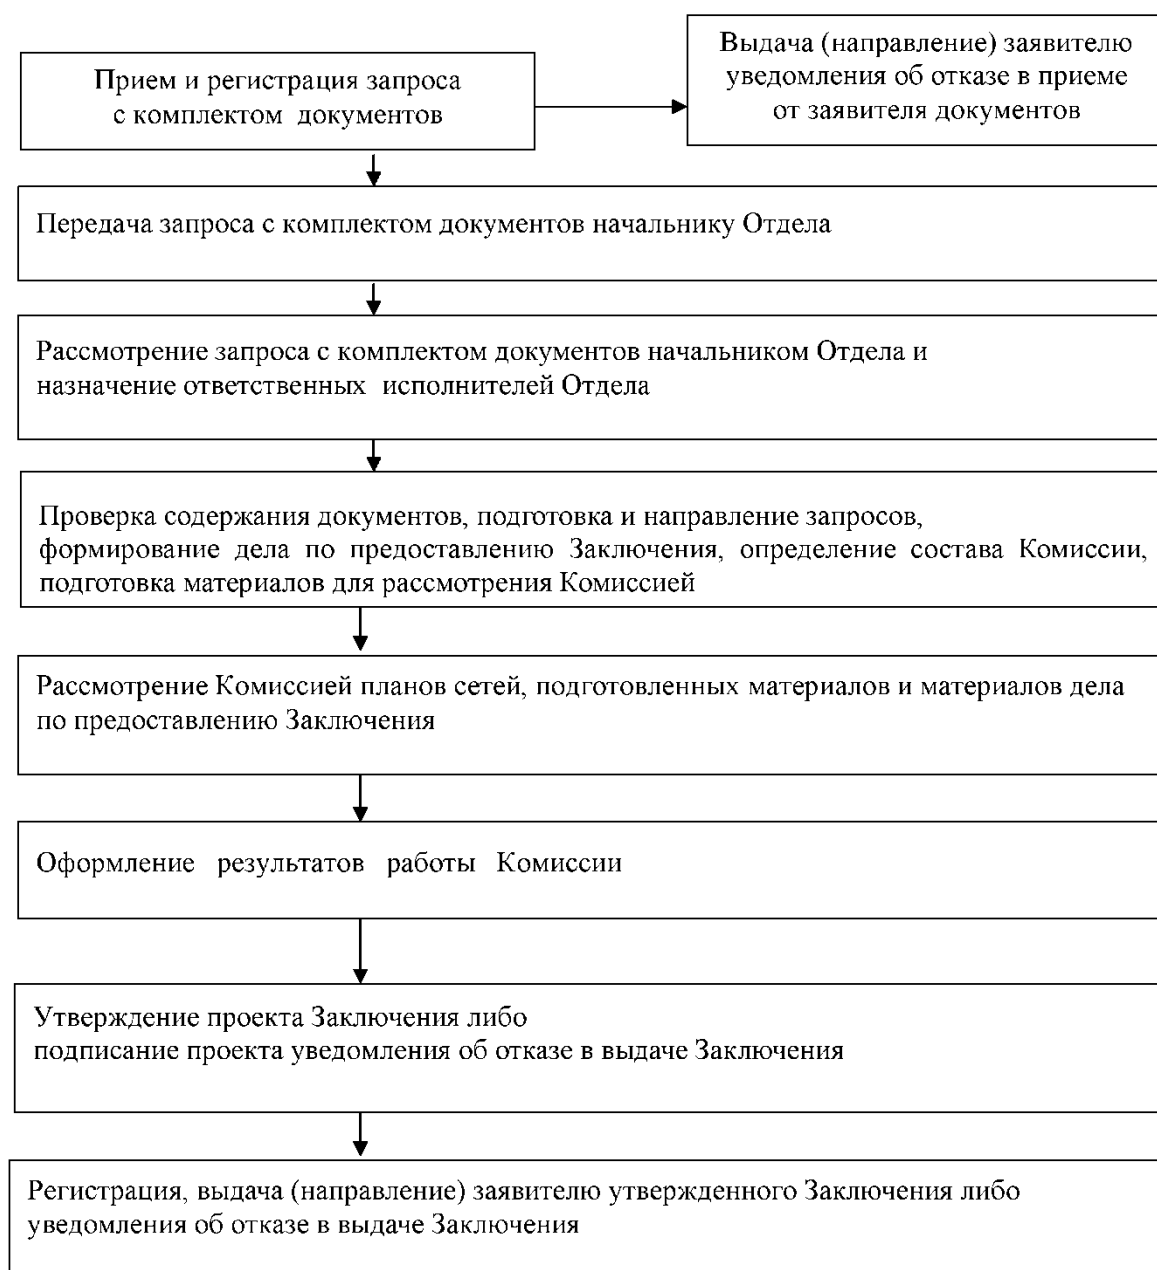 Прием и регистрация запроса
с комплектом документов
Выдача (направление) заявителю
уведомления об отказе в приеме
от заявителя документов
Передача запроса с комплектом документов начальнику Отдела
Рассмотрение запроса с комплектом документов начальником Отдела и
назначение ответственных исполнителей Отдела
Проверка содержания документов, подготовка и направление запросов,
формирование дела по предоставлению Заключения, определение состава Комиссии,
подготовка материалов для рассмотрения Комиссией
Рассмотрение Комиссией планов сетей, подготовленных материалов и материалов дела
по предоставлению Заключения
Оформление результатов работы Комиссии
Утверждение проекта Заключения либо
подписание проекта уведомления об отказе в выдаче Заключения
Регистрация, выдача (направление) заявителю утвержденного Заключения либо
уведомления об отказе в выдаче Заключения